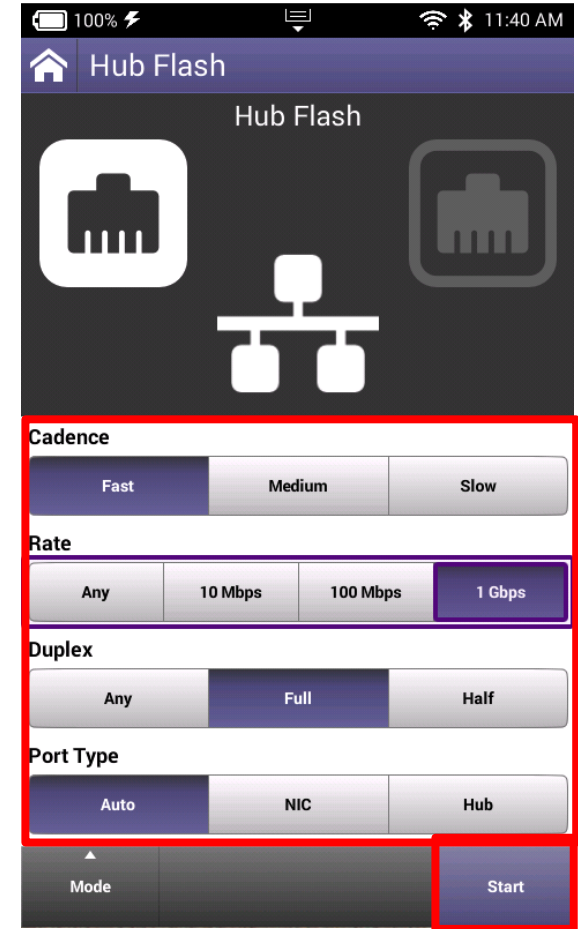 100% 11:40 AM
Hub Flash
Hub Flash
Cadence
Fast Medium Slow
Rate
Any 10 Mbps 100 Mbps 1 Gbps
Duplex
Any Full Half
Port Type
Auto NIC Hub
Mode Start